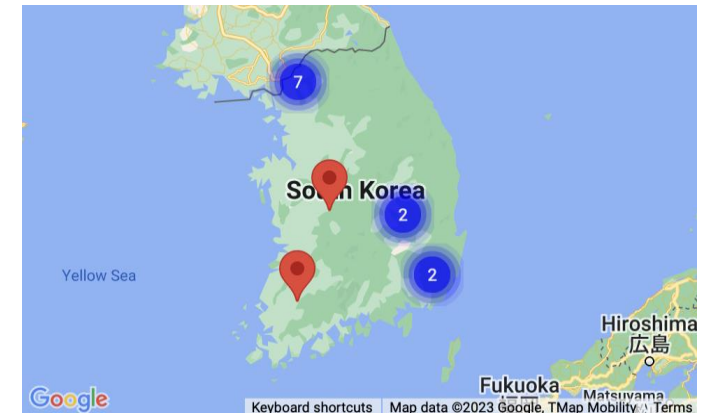 7
South Korea
2
2
Yellow Sea
Hiroshima
広島
Fukuoka
Matsuyama
Google
Keyboard shortcuts
Map data ©2023 Google, TMap Mobility
Terms